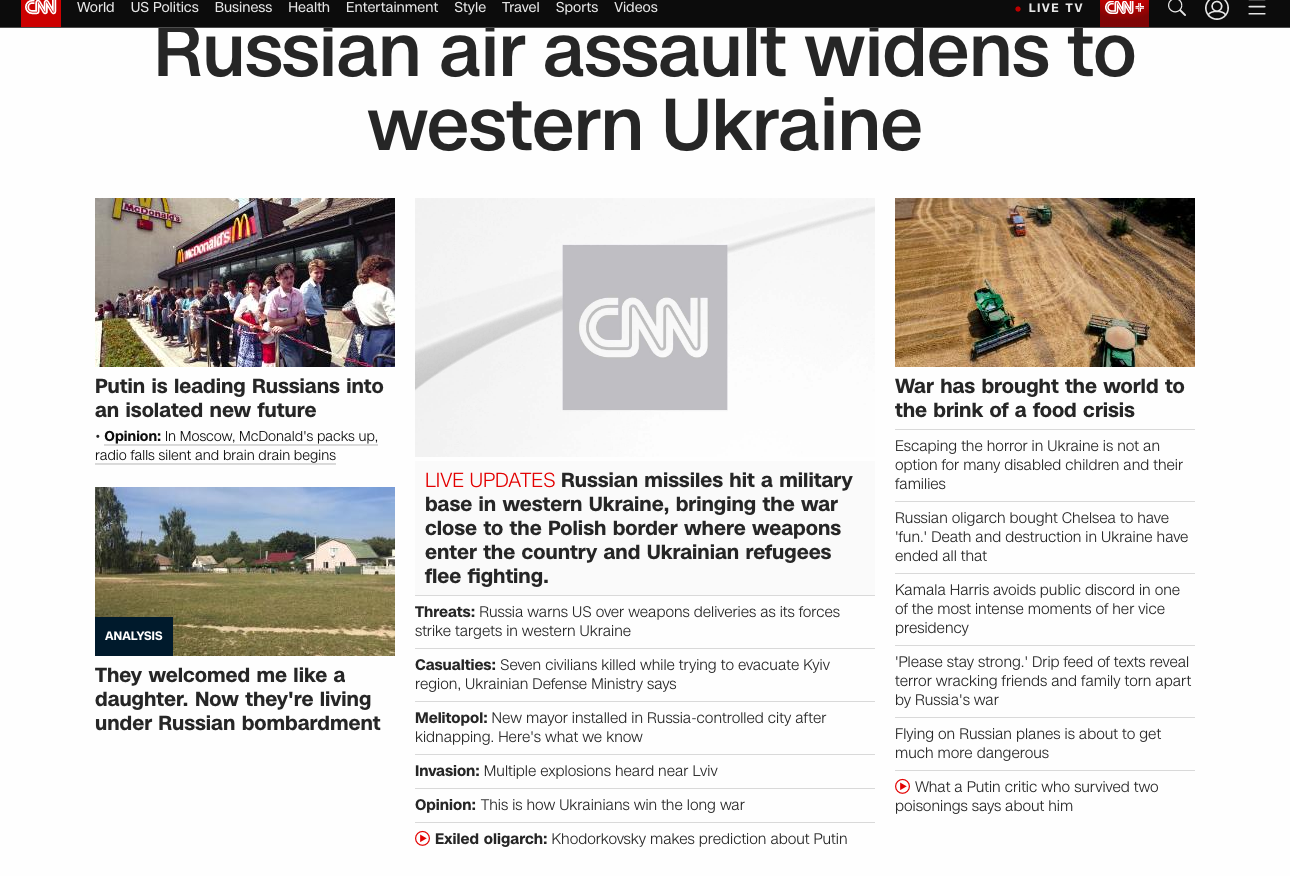 CNN
World
US Politics
Business
Health
Entertainment
Style
Travel
Sports
Videos
LIVE TV
CNN+
Russian air assault widens to
western Ukraine
McDonald's
McDonald's
Putin is leading Russians into
an isolated new future
• Opinion: In Moscow, McDonald's packs up,
radio falls silent and brain drain begins
ANALYSIS
They welcomed me like a
daughter. Now they're living
under Russian bombardment
CNN
LIVE UPDATES Russian missiles hit a military
base in western Ukraine, bringing the war
close to the Polish border where weapons
enter the country and Ukrainian refugees
flee fighting.
Threats: Russia warns US over weapons deliveries as its forces
strike targets in western Ukraine
Casualties: Seven civilians killed while trying to evacuate Kyiv
region, Ukrainian Defense Ministry says
Melitopol: New mayor installed in Russia-controlled city after
kidnapping. Here's what we know
Invasion: Multiple explosions heard near Lviv
Opinion: This is how Ukrainians win the long war
Exiled oligarch: Khodorkovsky makes prediction about Putin
War has brought the world to
the brink of a food crisis
Escaping the horror in Ukraine is not an
option for many disabled children and their
families
Russian oligarch bought Chelsea to have
'fun.' Death and destruction in Ukraine have
ended all that
Kamala Harris avoids public discord in one
of the most intense moments of her vice
presidency
'Please stay strong.' Drip feed of texts reveal
terror wracking friends and family torn apart
by Russia's war
Flying on Russian planes is about to get
much more dangerous
What a Putin critic who survived two
poisonings says about him